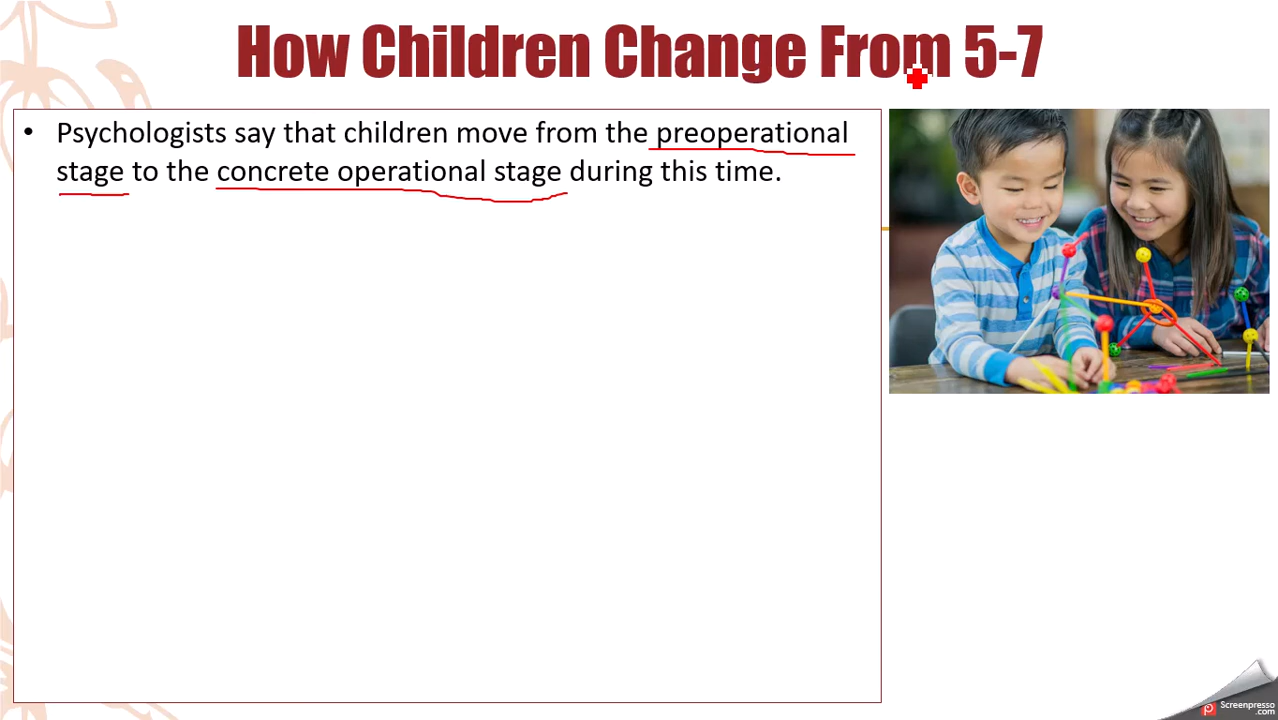 How Children Change From 5-7
• Psychologists say that children move from the preoperational
stage to the concrete operational stage during this time.
Screenpresso
.com